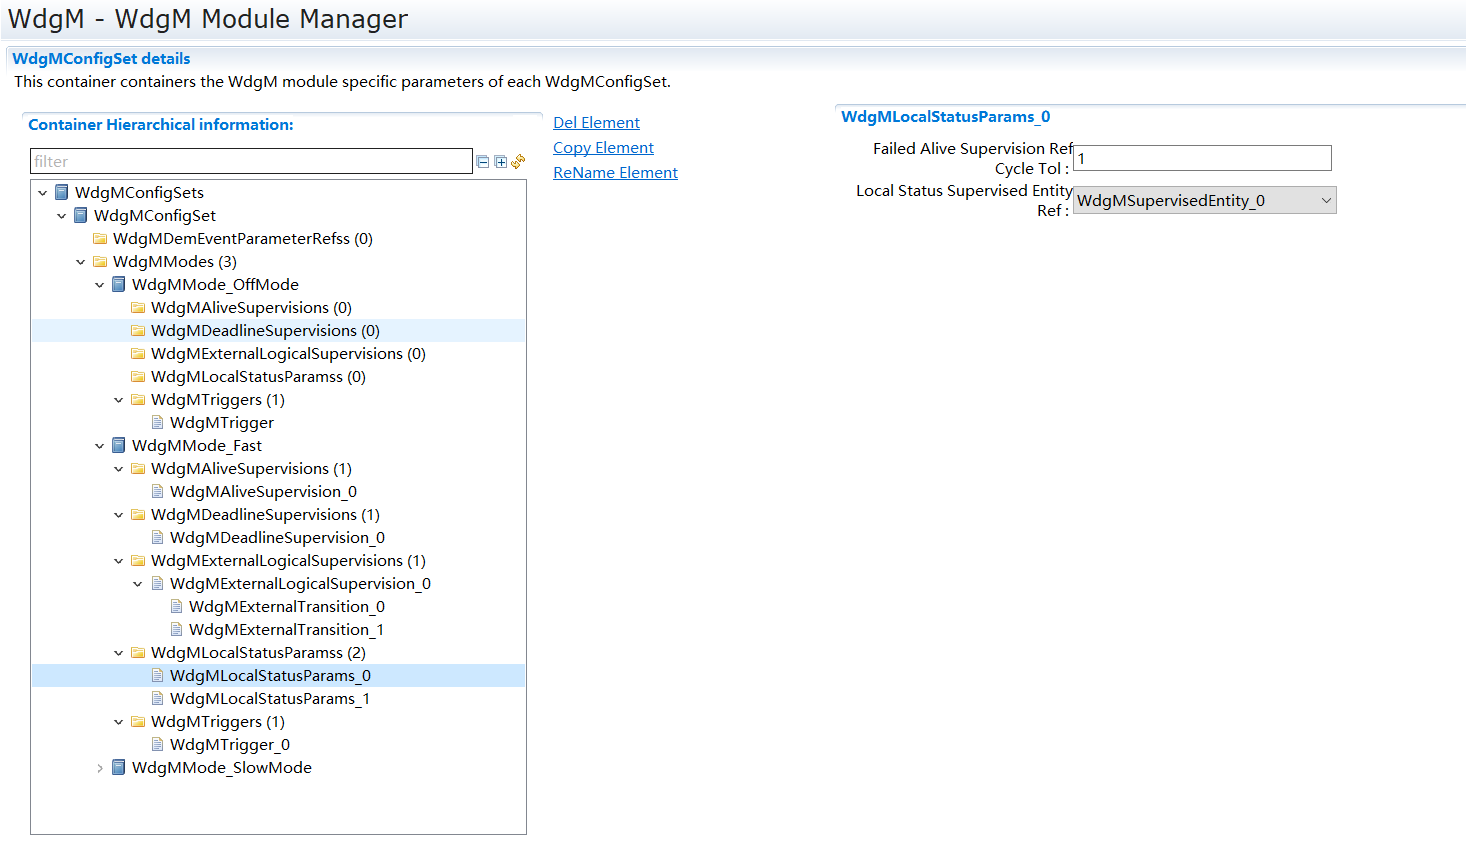 WdgM - WdgM Module Manager
WdgMConfigSet details
This container containers the WdgM module specific parameters of each WdgMConfigSet.
Container Hierarchical information:
filter
WdgMConfigSets
WdgMConfigSet
WdgMDemEventParameterRefss (0)
WdgMModes (3)
WdgMMode_OffMode
WdgMAliveSupervisions (0)
WdgMDeadlineSupervisions (0)
WdgMExternalLogicalSupervisions (0)
WdgMLocalStatusParamss (0)
WdgMTriggers (1)
WdgMTrigger
WdgMMode_Fast
WdgMAliveSupervisions (1)
WdgMAliveSupervision_0
WdgMDeadlineSupervisions (1)
WdgMDeadlineSupervision_0
WdgMExternalLogicalSupervisions (1)
WdgMExternalLogicalSupervision_0
WdgMExternalTransition_0
WdgMExternalTransition_1
WdgMLocalStatusParamss (2)
WdgMLocalStatusParams_0
WdgMLocalStatusParams_1
WdgMTriggers (1)
WdgMTrigger_0
WdgMMode_SlowMode
Del Element
Copy Element
ReName Element
WdgMLocalStatusParams_0
Failed Alive Supervision Ref
Cycle Tol :
1
Local Status Supervised Entity
Ref :
WdgMSupervisedEntity_0